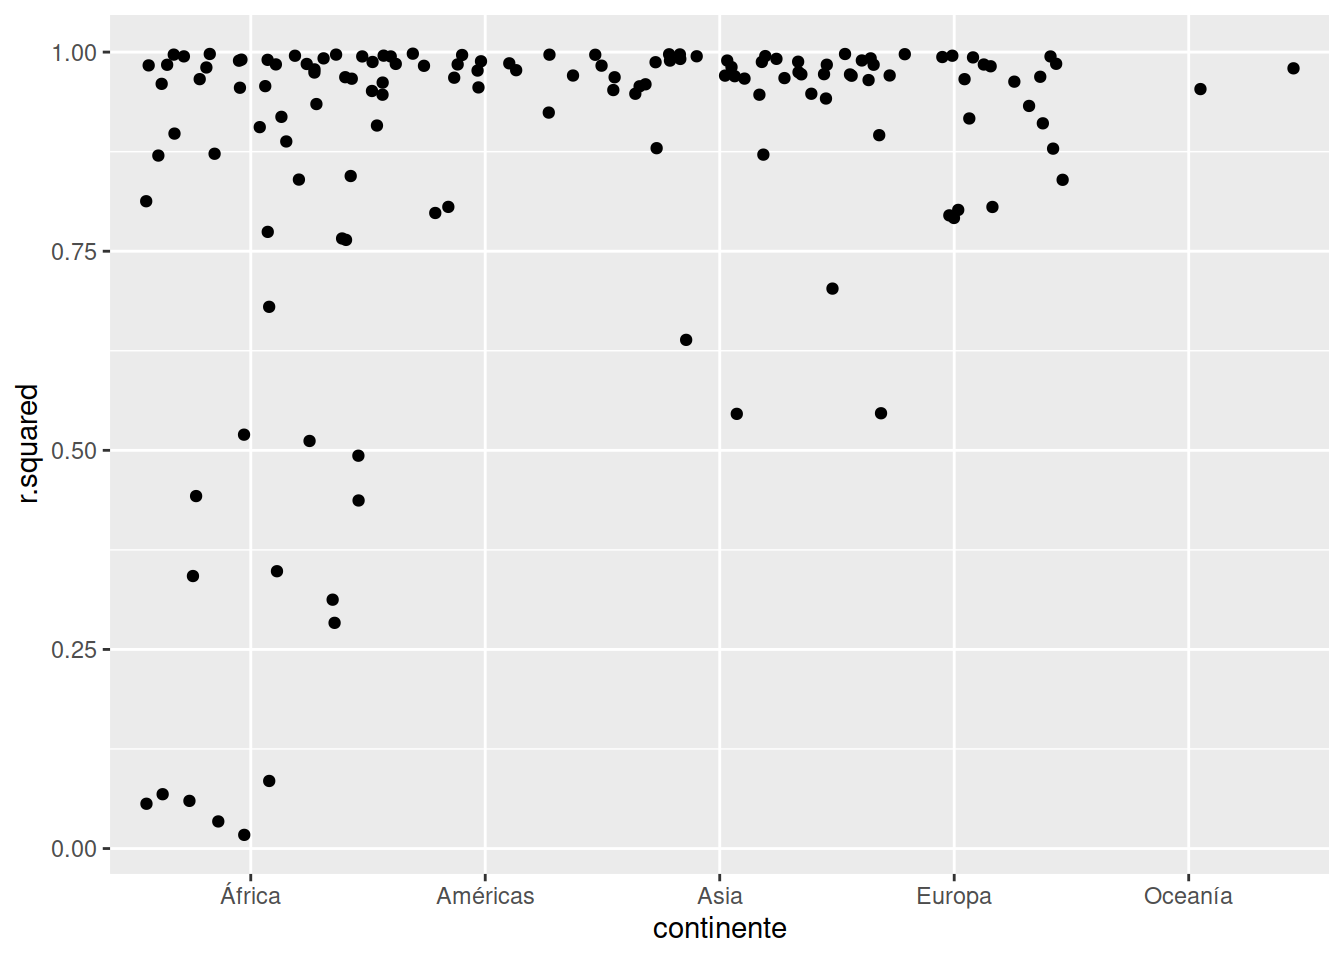 1.00
0.75
0.50
0.25
0.00
r.squared
África
Américas
Asia
Europa
Oceanía
continente